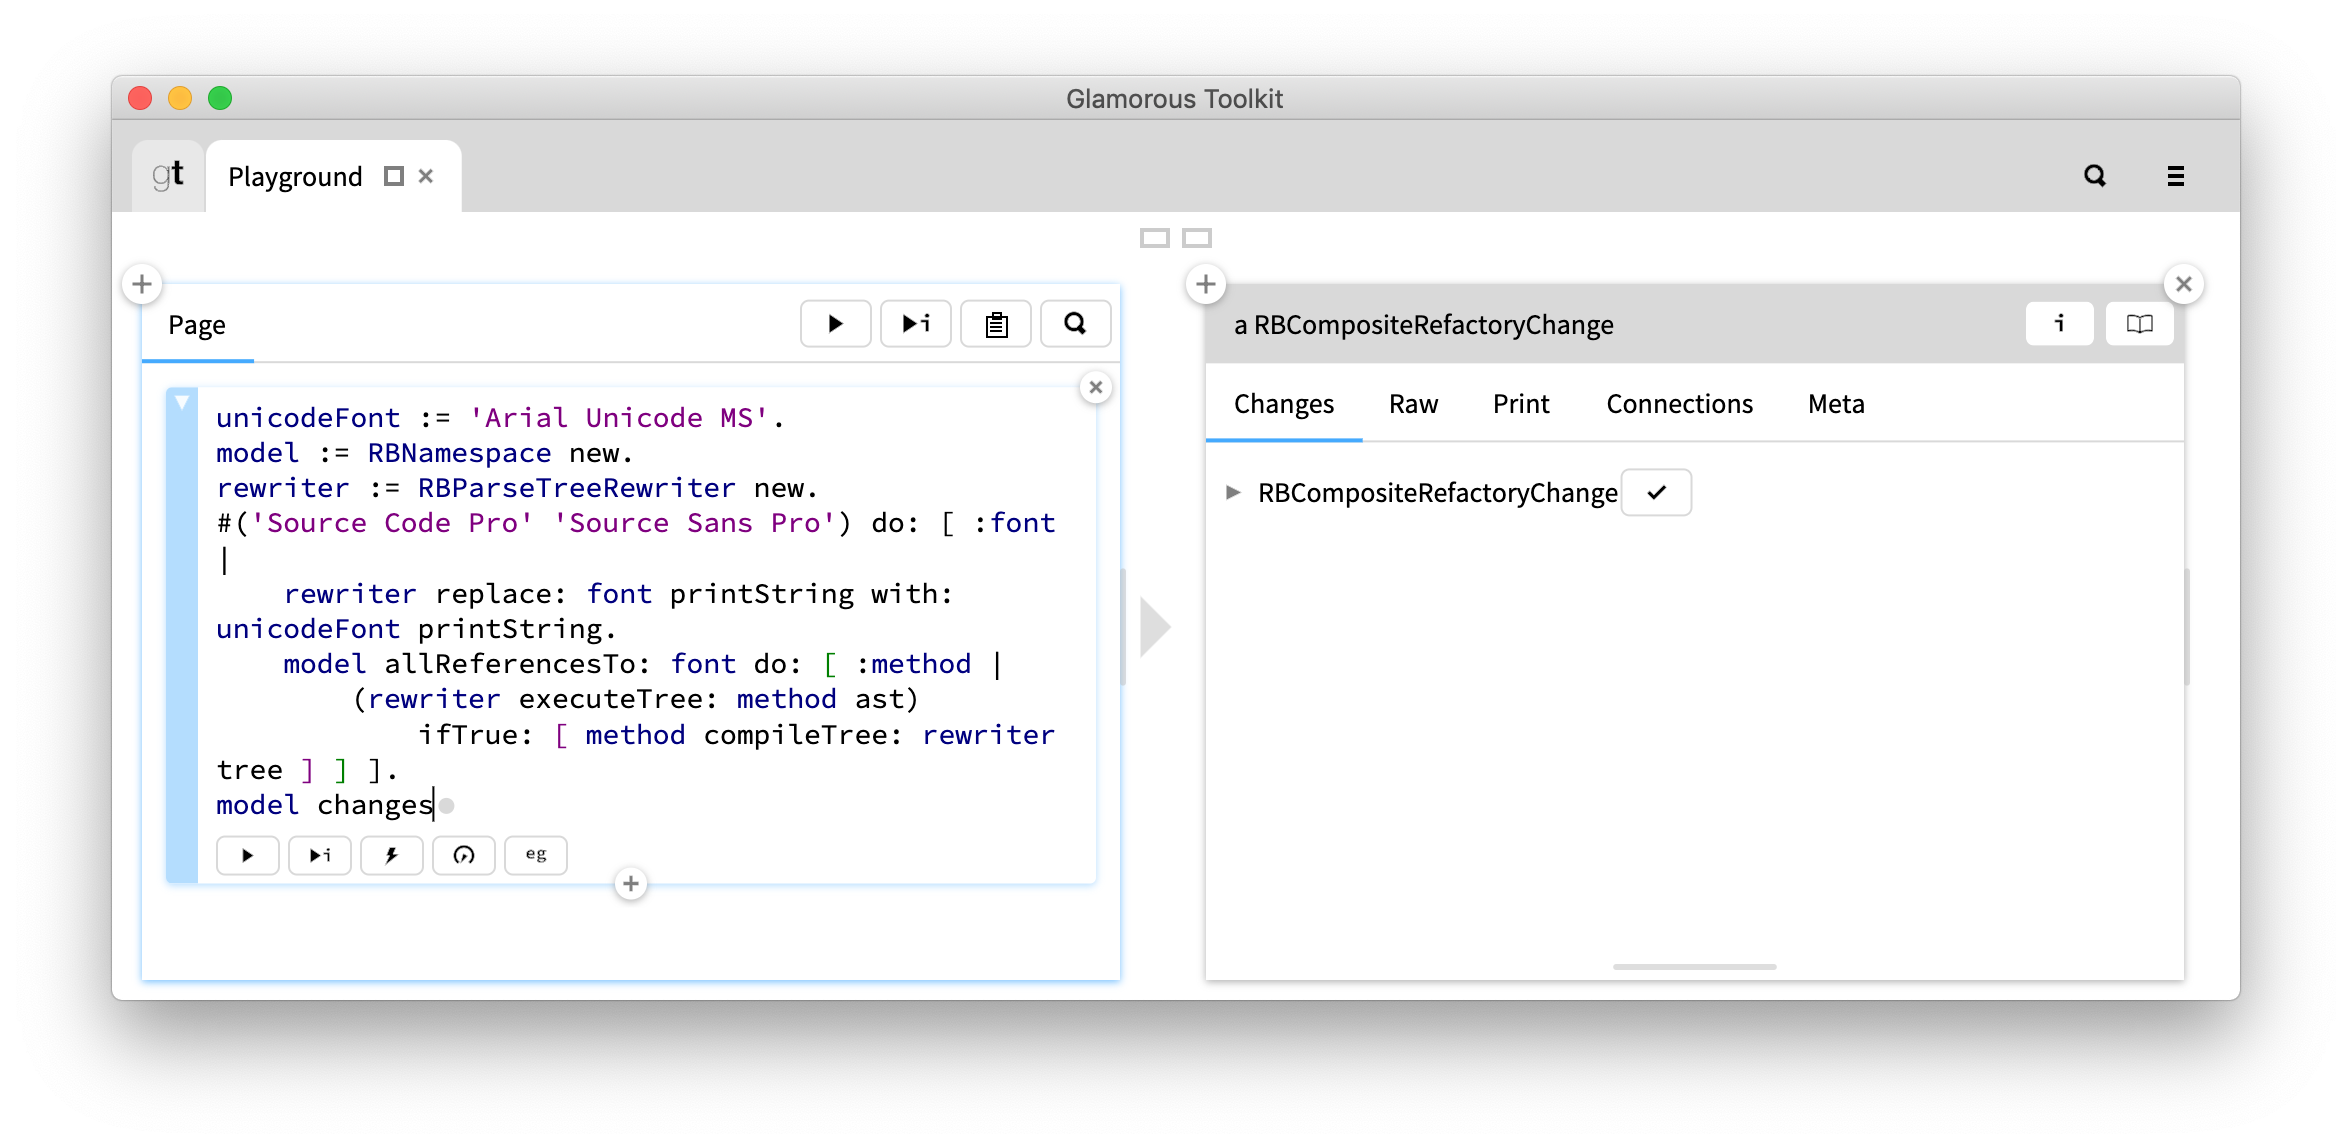 Glamorous Toolkit
gt
Playground
Page
i
unicodeFont := 'Arial Unicode MS'.
model := RBNamespace new.
rewriter := RBParseTreeRewriter new.
#('Source Code Pro' 'Source Sans Pro') do: [ :font
|
rewriter replace: font printString with:
unicodeFont printString.
model allReferencesTo: font do: [ :method |
(rewriter executeTree: method ast)
ifTrue: [ method compileTree: rewriter
tree ] ] ].
model changes
i
eg
a RBCompositeRefactoryChange
i
Changes Raw Print Connections Meta
RBCompositeRefactoryChange